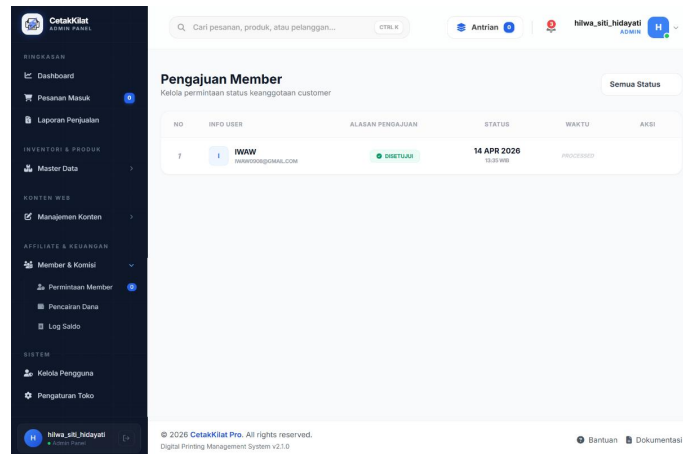 CetakKilat
ADMIN PANEL
Cari pesanan, produk, atau pelanggan...
CTRL K
Antrian 0
3
hilwa_siti_hidayati
ADMIN
H
RINGKASAN
Dashboard
Pesanan Masuk 0
Laporan Penjualan
INVENTORI & PRODUK
Master Data
KONTEN WEB
Manajemen Konten
AFFILIATE & KEUANGAN
Member & Komisi
Permintaan Member 0
Pencairan Dana
Log Saldo
SISTEM
Kelola Pengguna
Pengaturan Toko
H
hilwa_siti_hidayati
Admin Panel
Pengajuan Member
Kelola permintaan status keanggotaan customer
Semua Status
NO INFO USER ALASAN PENGAJUAN STATUS WAKTU AKSI
7 I IWAW DISETUJUI 14 APR 2026 PROCESSED
IWAW0908@GMAIL.COM 13:35 WIB
© 2026 CetakKilat Pro. All rights reserved.
Digital Printing Management System v2.1.0
Bantuan Dokumentasi